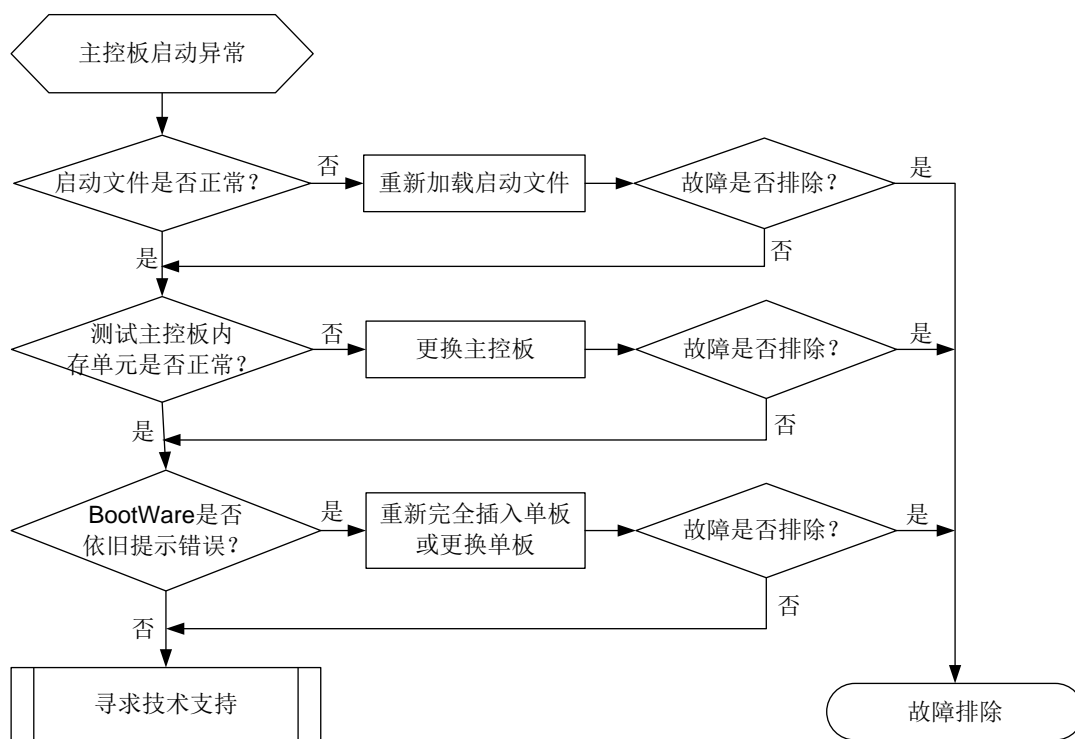 主控板启动异常
启动文件是否正常？
否
重新加载启动文件
故障是否排除？
是
是
否
测试主控板内
存单元是否正常？
否
更换主控板
故障是否排除？
是
是
否
BootWare是否
依旧提示错误？
是
重新完全插入单板
或更换单板
故障是否排除？
是
否
否
寻求技术支持
故障排除